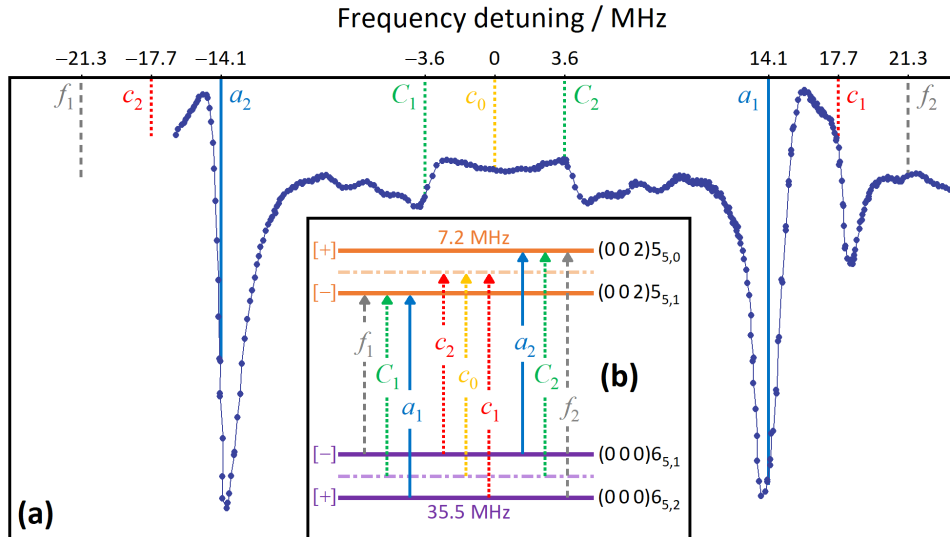 Frequency detuning / MHz
−21.3 −17.7 −14.1 −3.6 0 3.6 14.1 17.7 21.3
f₁ c₂ a₂ C₁ c₀ C₂ a₁ c₁ f₂
[+] 7.2 MHz (0 0 2)5₅,₀
[−] (0 0 2)5₅,₁
f₁ C₁ a₁ c₂ c₀ c₁ a₂ C₂ f₂
(b)
[−] (0 0 0)6₅,₁
[+] (0 0 0)6₅,₂
35.5 MHz
(a)